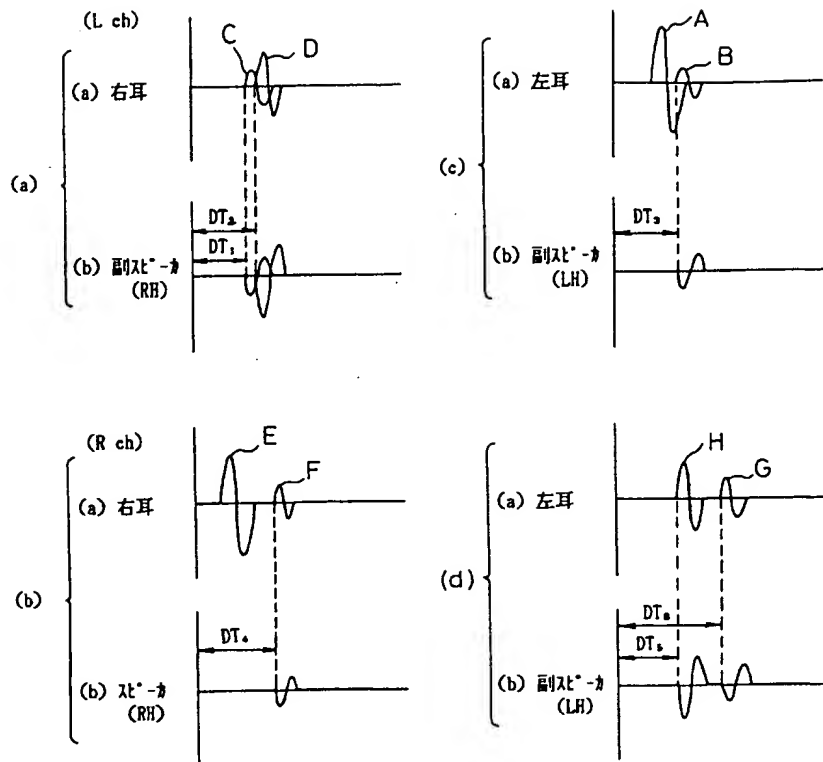 (L ch)
C
D
(a) 右耳
(a)
DT₂
DT₁
(b) 副スピーカ
(RH)
A
B
(a) 左耳
(c)
DT₃
(b) 副スピーカ
(LH)
(R ch)
E
F
(a) 右耳
(b)
DT₄
(b) スピーカ
(RH)
H
G
(a) 左耳
(d)
DT₆
DT₅
(b) 副スピーカ
(LH)